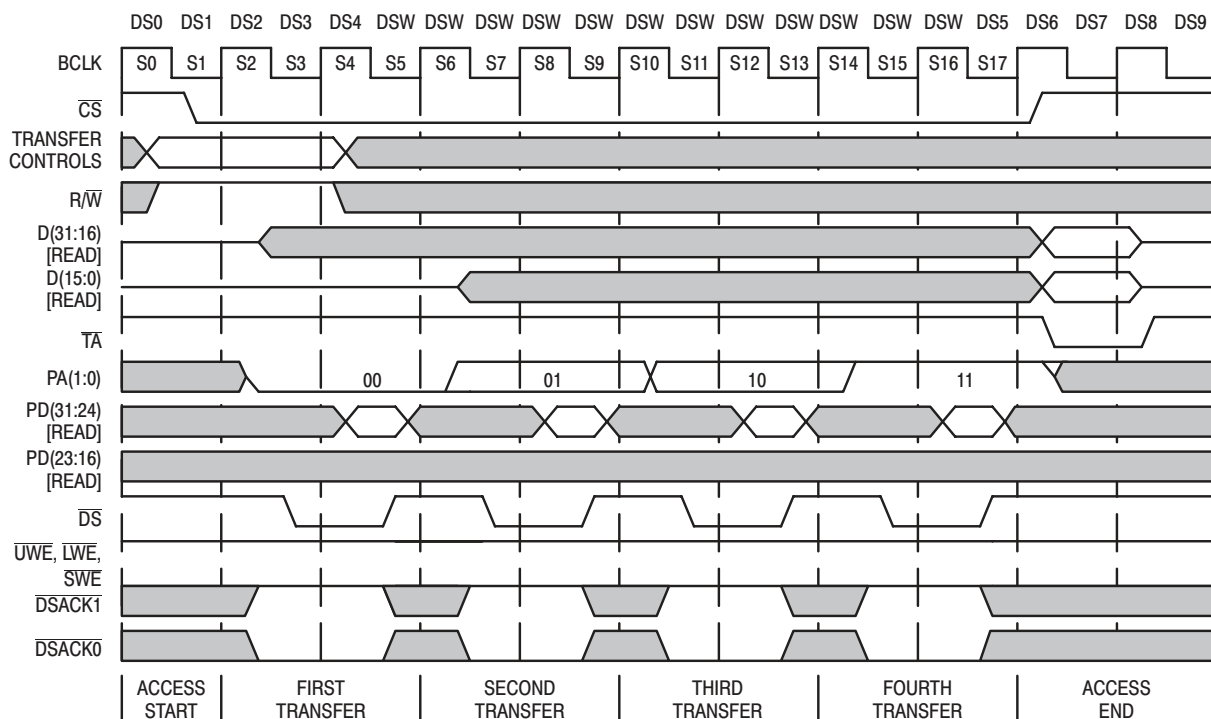 DS0 DS1 DS2 DS3 DS4 DSW DSW DSW DSW DSW DSW DSW DSW DSW DSW DSW DSW DS5 DS6 DS7 DS8 DS9
BCLK S0 S1 S2 S3 S4 S5 S6 S7 S8 S9 S10 S11 S12 S13 S14 S15 S16 S17
CS
TRANSFER
CONTROLS
R/W
D(31:16)
[READ]
D(15:0)
[READ]
TA
PA(1:0) 00 01 10 11
PD(31:24)
[READ]
PD(23:16)
[READ]
DS
UWE, LWE,
SWE
DSACK1
DSACK0
ACCESS
START
FIRST
TRANSFER
SECOND
TRANSFER
THIRD
TRANSFER
FOURTH
TRANSFER
ACCESS
END